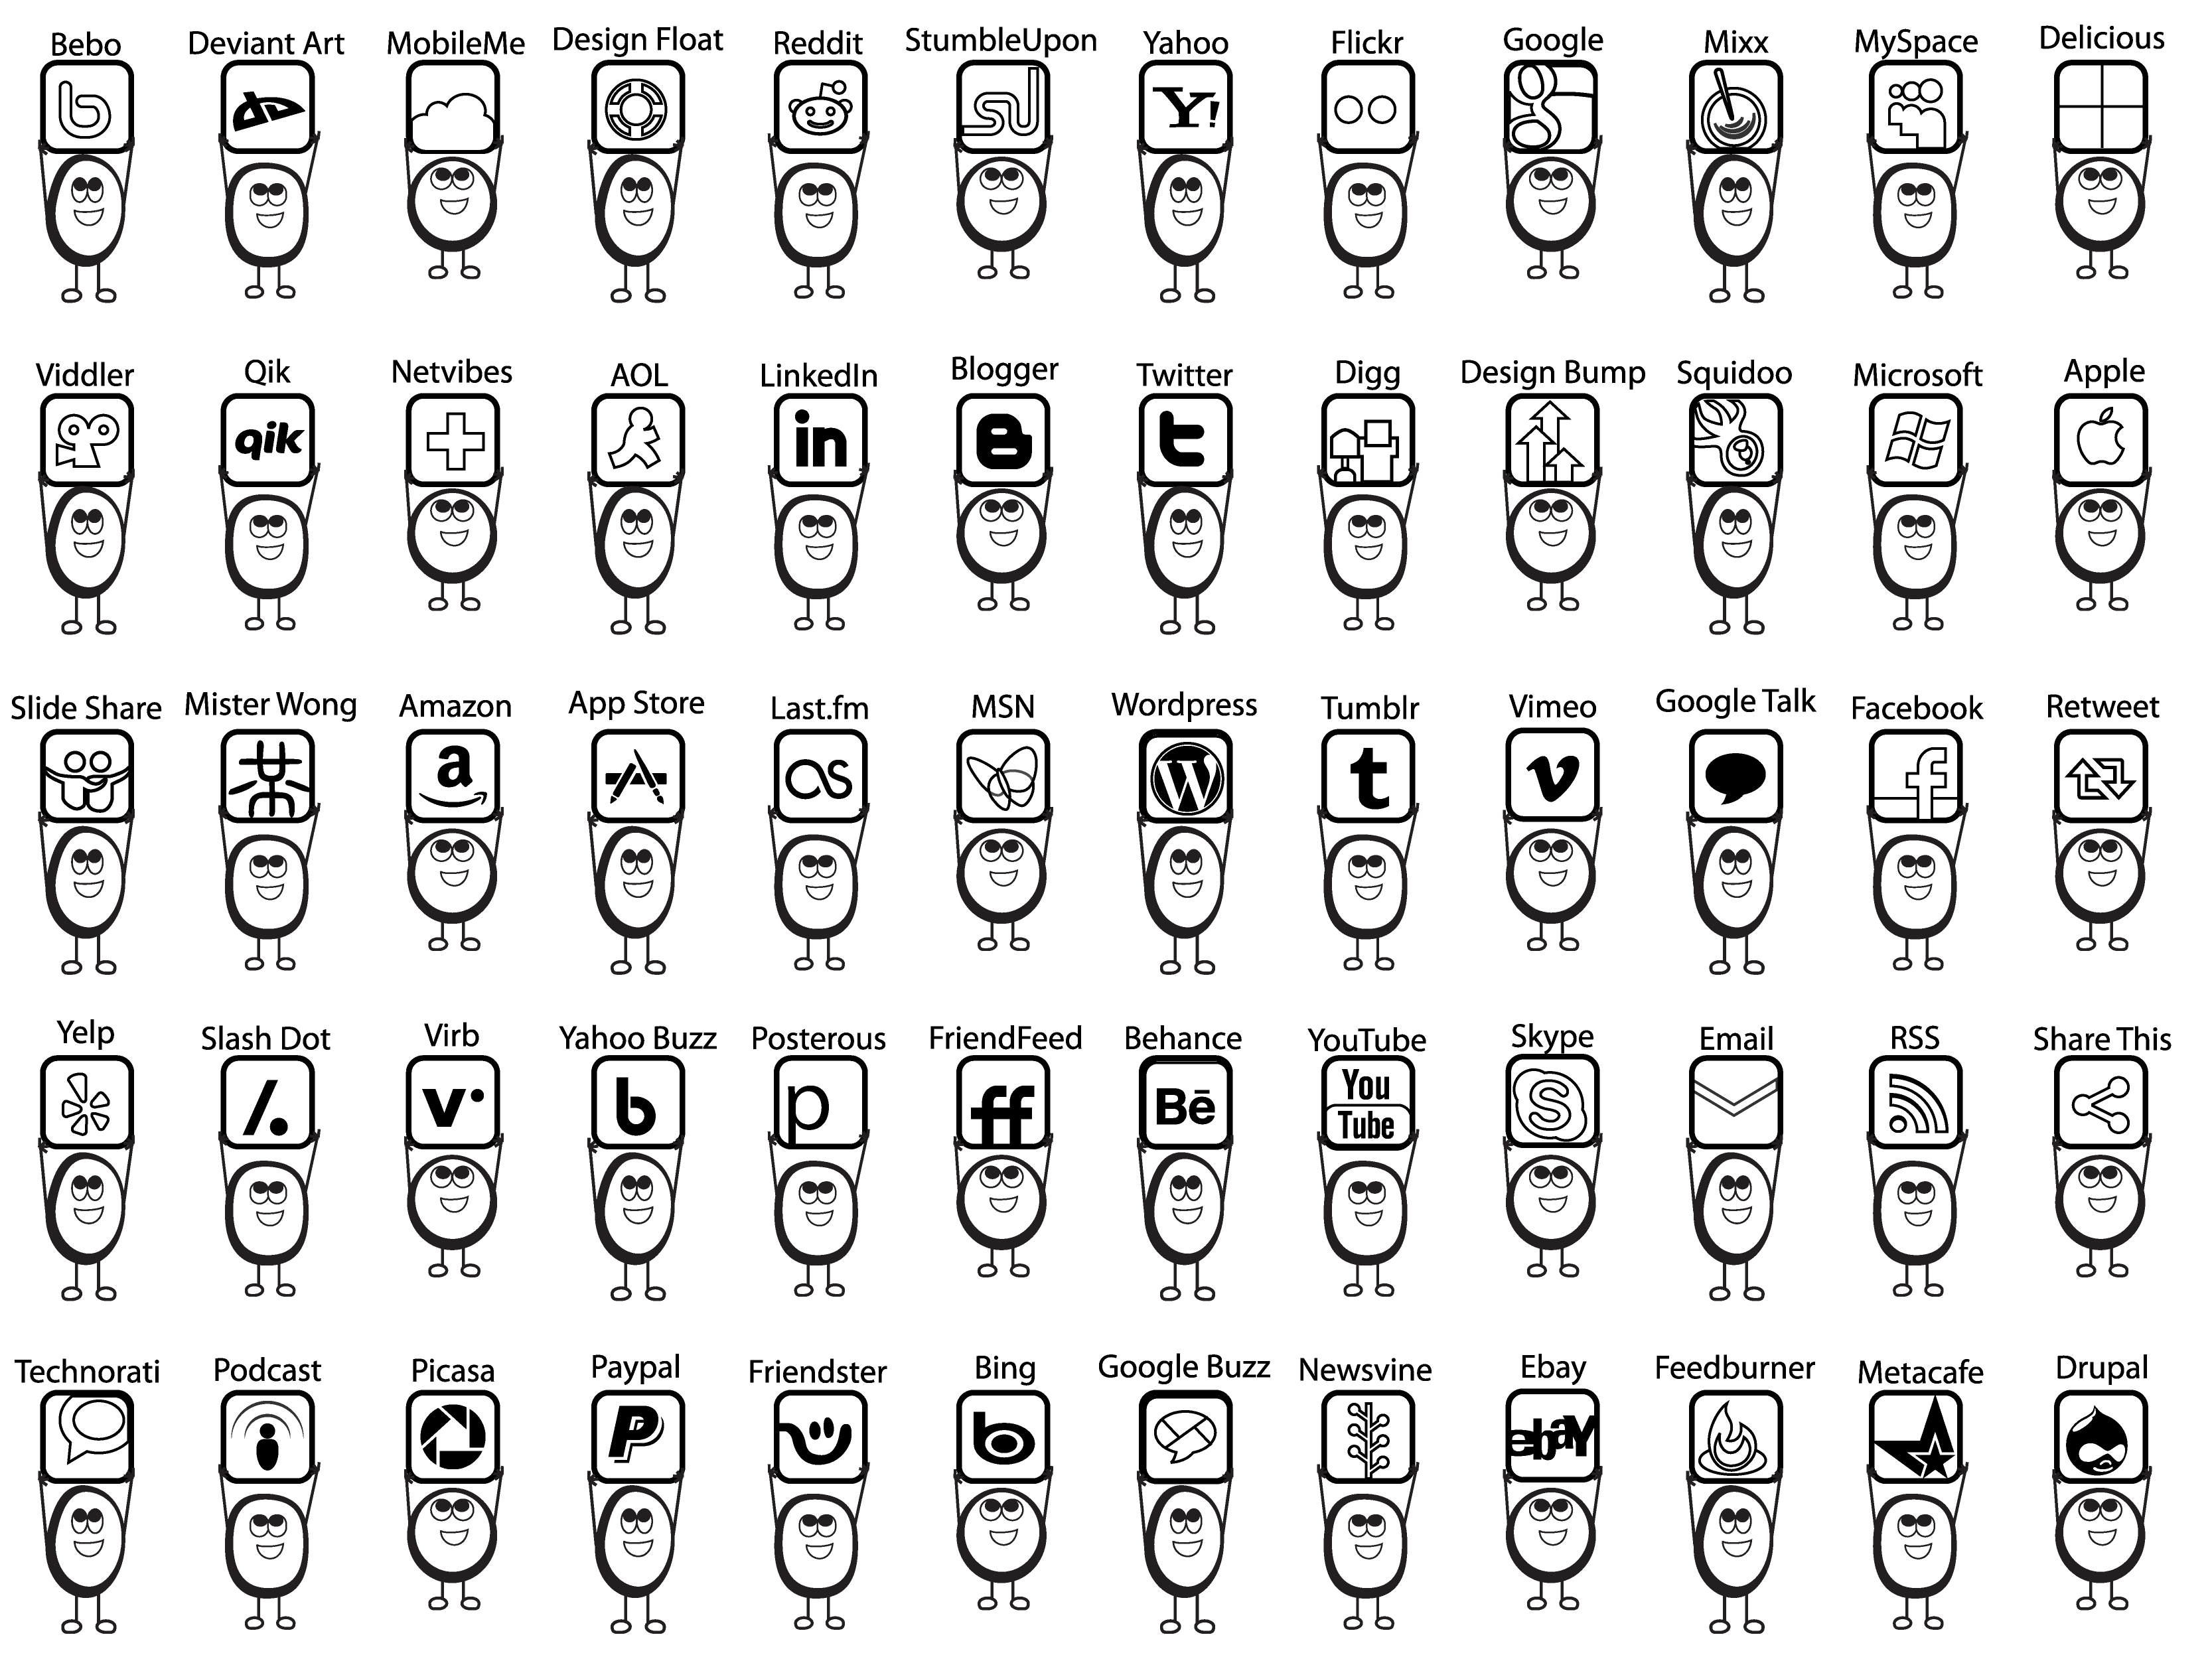 Bebo Deviant Art MobileMe Design Float Reddit StumbleUpon Yahoo Flickr Google Mixx MySpace Delicious
b su Y! g
Viddler Qik Netvibes AOL LinkedIn Blogger Twitter Digg Design Bump Squidoo Microsoft Apple
qik in B t
Slide Share Mister Wong Amazon App Store Last.fm MSN Wordpress Tumblr Vimeo Google Talk Facebook Retweet
a as W t v f
Yelp Slash Dot Virb Yahoo Buzz Posterous FriendFeed Behance YouTube Skype Email RSS Share This
/. v· b p ff Bē You Tube S
Technorati Podcast Picasa Paypal Friendster Bing Google Buzz Newsvine Ebay Feedburner Metacafe Drupal
P b ebaY